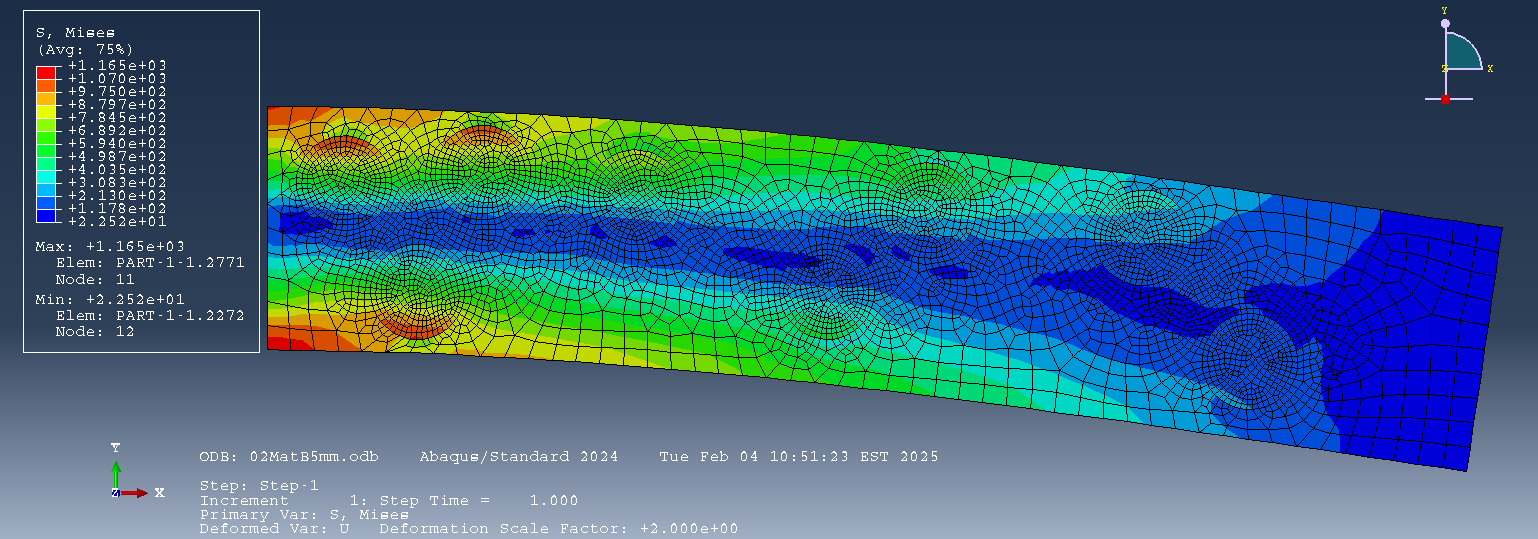 S, Mises
(Avg: 75%)
+1.165e+03
+1.070e+03
+9.750e+02
+8.797e+02
+7.845e+02
+6.892e+02
+5.940e+02
+4.987e+02
+4.035e+02
+3.083e+02
+2.130e+02
+1.178e+02
+2.252e+01
Max: +1.165e+03
Elem: PART-1-1.2771
Node: 11
Min: +2.252e+01
Elem: PART-1-1.2272
Node: 12
Y
Z X
Y
Z X
ODB: 02MatB5mm.odb Abaqus/Standard 2024 Tue Feb 04 10:51:23 EST 2025
Step: Step-1
Increment 1: Step Time = 1.000
Primary Var: S, Mises
Deformed Var: U Deformation Scale Factor: +2.000e+00